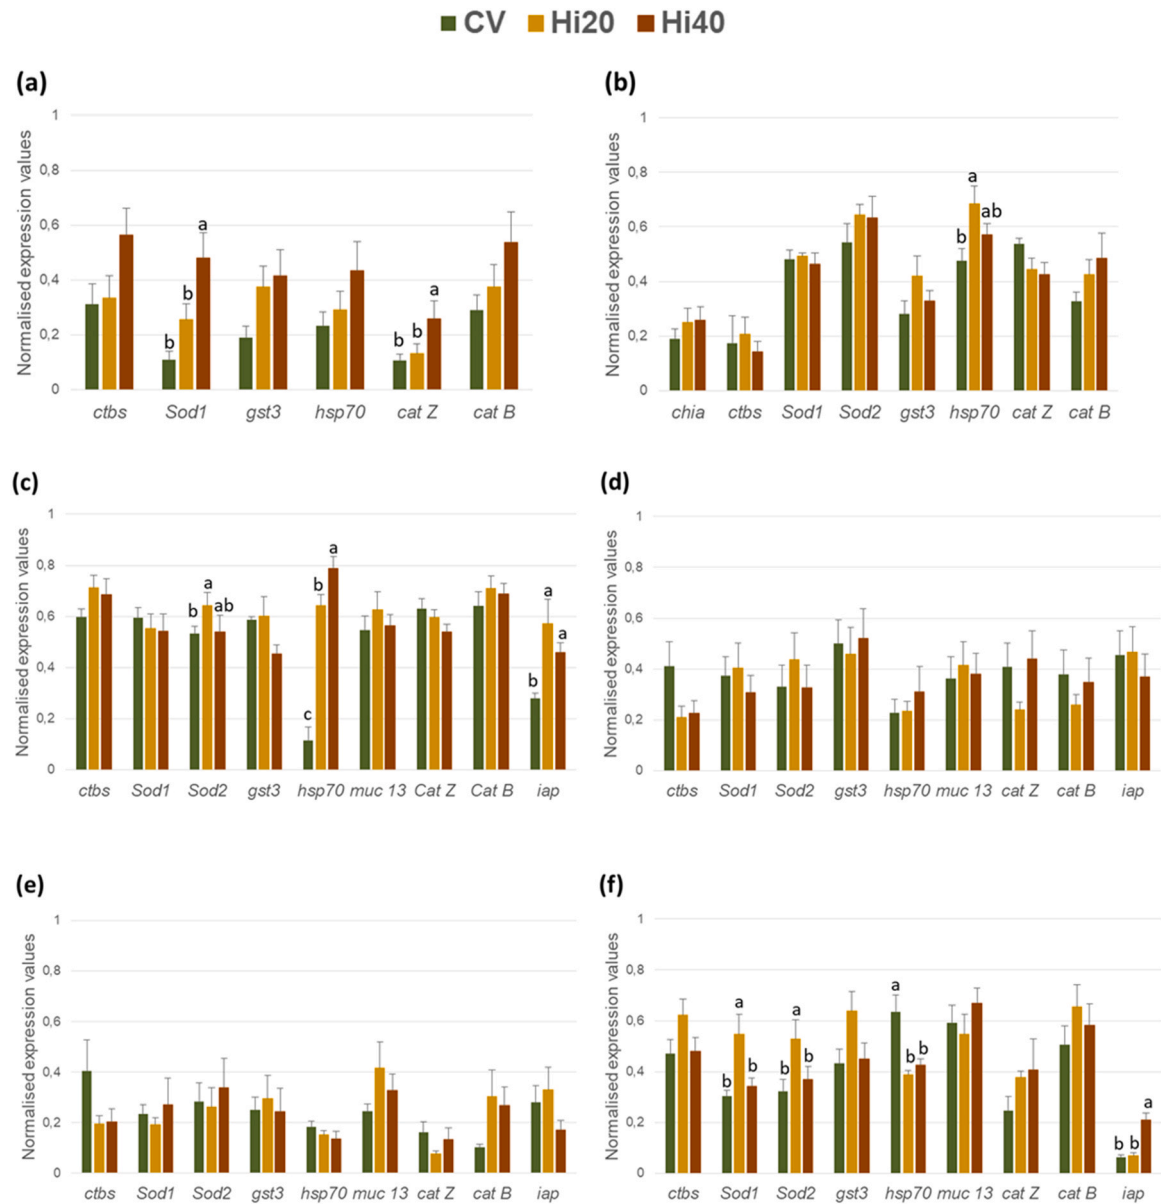 CV Hi20 Hi40
(a)
Normalised expression values
1
0,8
0,6
0,4
0,2
0
b b a
b b a
ctbs Sod1 gst3 hsp70 cat Z cat B
(b)
Normalised expression values
1
0,8
0,6
0,4
0,2
0
b a ab
chia ctbs Sod1 Sod2 gst3 hsp70 cat Z cat B
(c)
Normalised expression values
1
0,8
0,6
0,4
0,2
0
b a ab
c b a
b a a
ctbs Sod1 Sod2 gst3 hsp70 muc 13 Cat Z Cat B iap
(d)
Normalised expression values
1
0,8
0,6
0,4
0,2
0
ctbs Sod1 Sod2 gst3 hsp70 muc 13 cat Z cat B iap
(e)
Normalised expression values
1
0,8
0,6
0,4
0,2
0
ctbs Sod1 Sod2 gst3 hsp70 muc 13 cat Z cat B iap
(f)
Normalised expression values
1
0,8
0,6
0,4
0,2
0
b a b
b a b
a b b
b b a
ctbs Sod1 Sod2 gst3 hsp70 muc 13 cat Z cat B iap